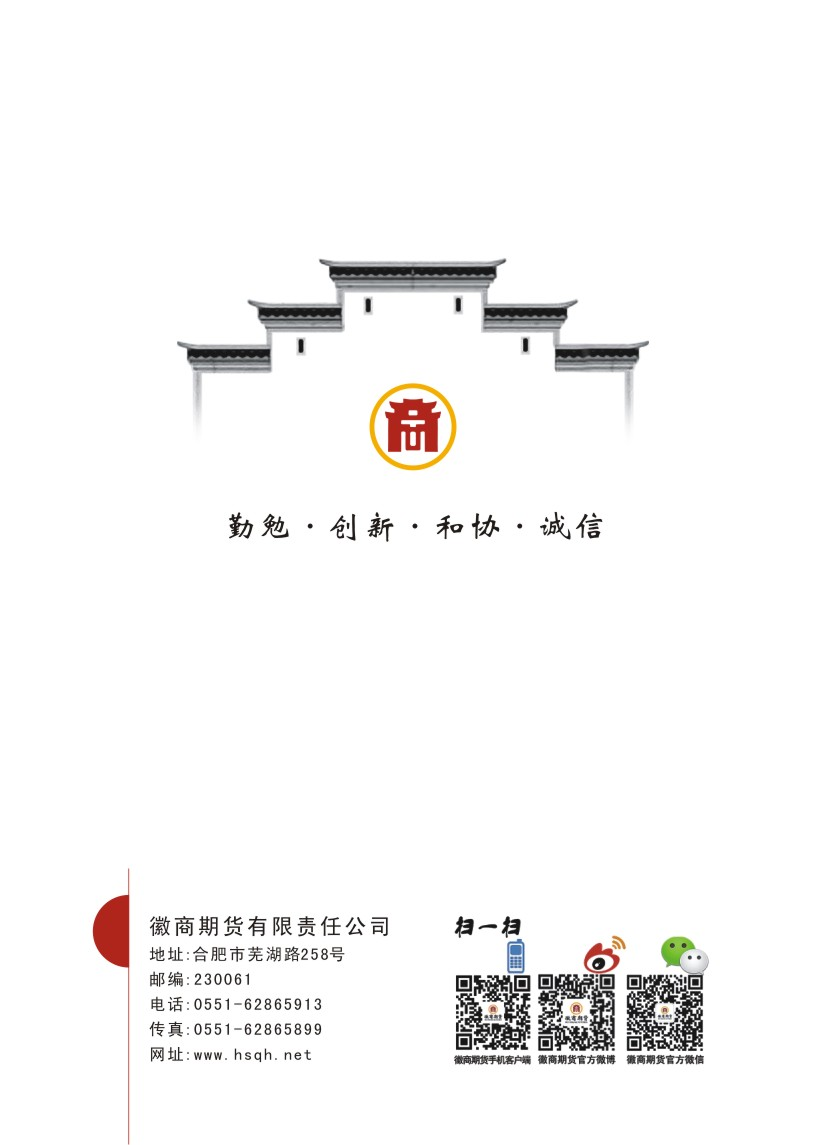 勤勉·创新·和协·诚信
徽商期货有限责任公司
地址:合肥市芜湖路258号
邮编:230061
电话:0551-62865913
传真:0551-62865899
网址:www.hsqh.net
扫一扫
徽商期货手机客户端
徽商期货官方微博
徽商期货官方微信